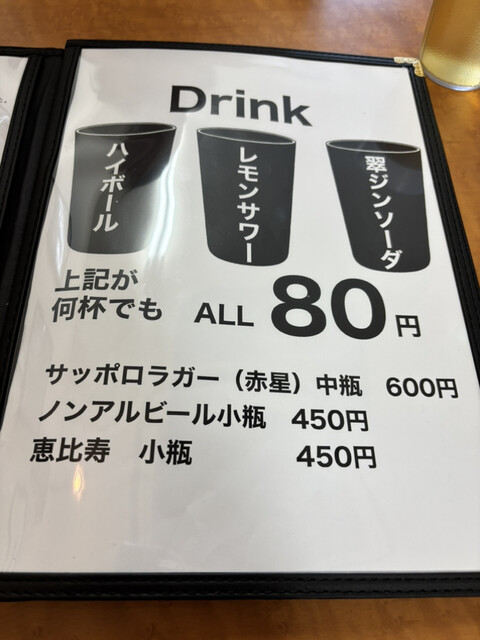 Drink
ハイボール
レモンサワー
翠ジンソーダ
上記が
何杯でも ALL 80円
サッポロラガー（赤星）中瓶 600円
ノンアルビール小瓶 450円
恵比寿 小瓶 450円